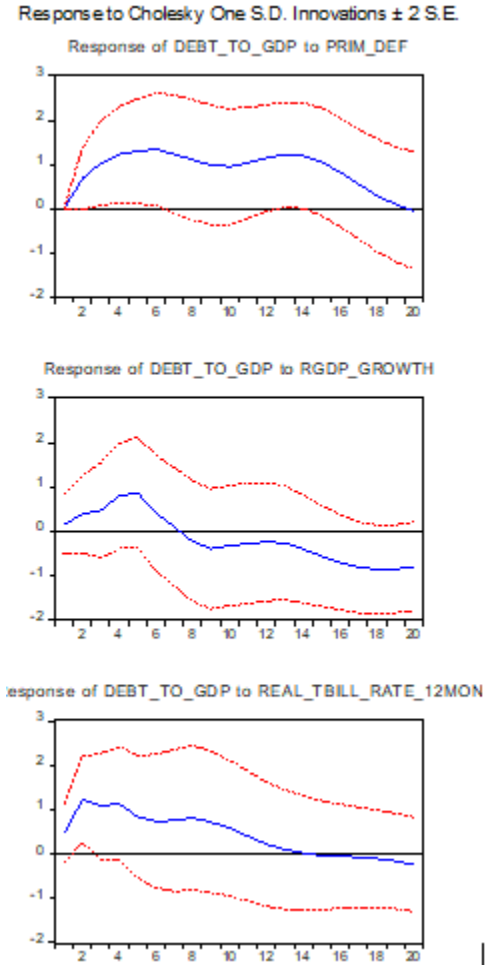 Response to Cholesky One S.D. Innovations ± 2 S.E.
Response of DEBT_TO_GDP to PRIM_DEF
3
2
1
0
-1
-2
2 4 6 8 10 12 14 16 18 20
Response of DEBT_TO_GDP to RGDP_GROWTH
3
2
1
0
-1
-2
2 4 6 8 10 12 14 16 18 20
esponse of DEBT_TO_GDP to REAL_TBILL_RATE_12MON
3
2
1
0
-1
-2
2 4 6 8 10 12 14 16 18 20